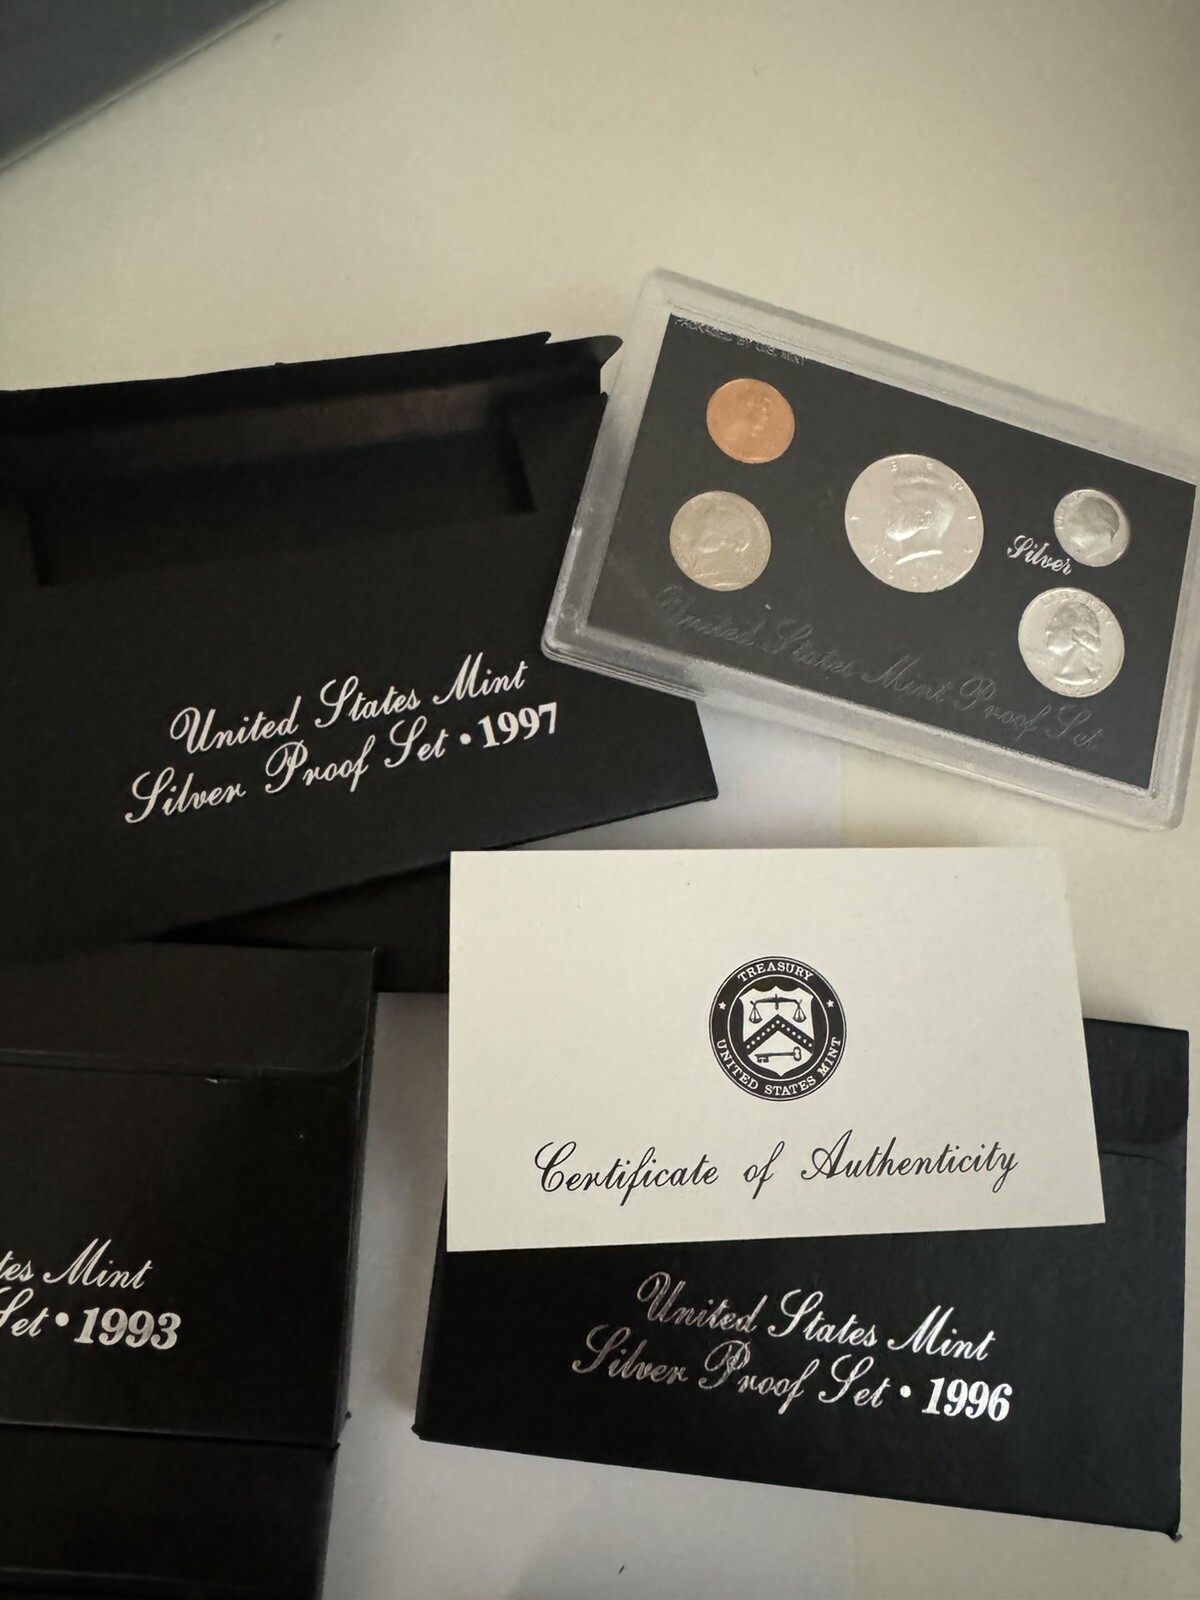 PACKAGED BY U.S. MINT
Silver
United States Mint Proof Set
LIBERTY
United States Mint
Silver Proof Set • 1997
TREASURY
UNITED STATES MINT
Certificate of Authenticity
tes Mint
Set • 1993
United States Mint
Silver Proof Set • 1996